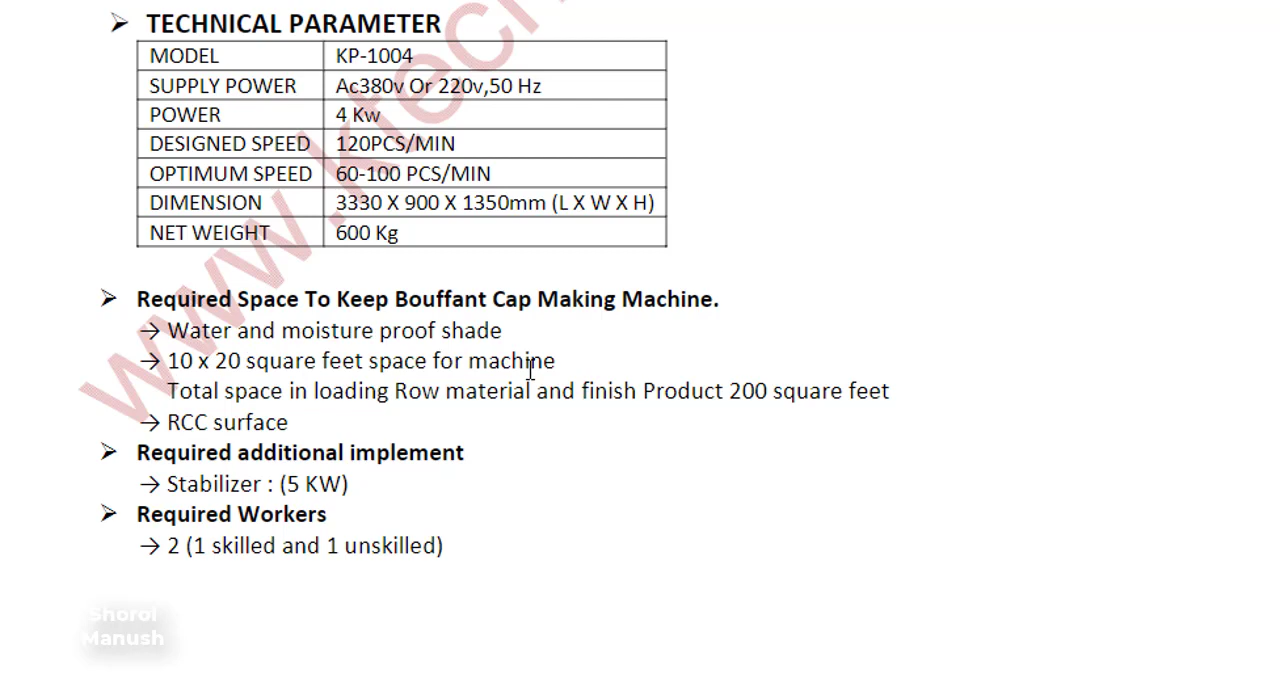 ➢ TECHNICAL PARAMETER
MODEL KP-1004
SUPPLY POWER Ac380v Or 220v,50 Hz
POWER 4 Kw
DESIGNED SPEED 120PCS/MIN
OPTIMUM SPEED 60-100 PCS/MIN
DIMENSION 3330 X 900 X 1350mm (L X W X H)
NET WEIGHT 600 Kg
www.ktech
➢ Required Space To Keep Bouffant Cap Making Machine.
→ Water and moisture proof shade
→ 10 x 20 square feet space for machine
Total space in loading Row material and finish Product 200 square feet
→ RCC surface
➢ Required additional implement
→ Stabilizer : (5 KW)
➢ Required Workers
→ 2 (1 skilled and 1 unskilled)
Shorol
Manush